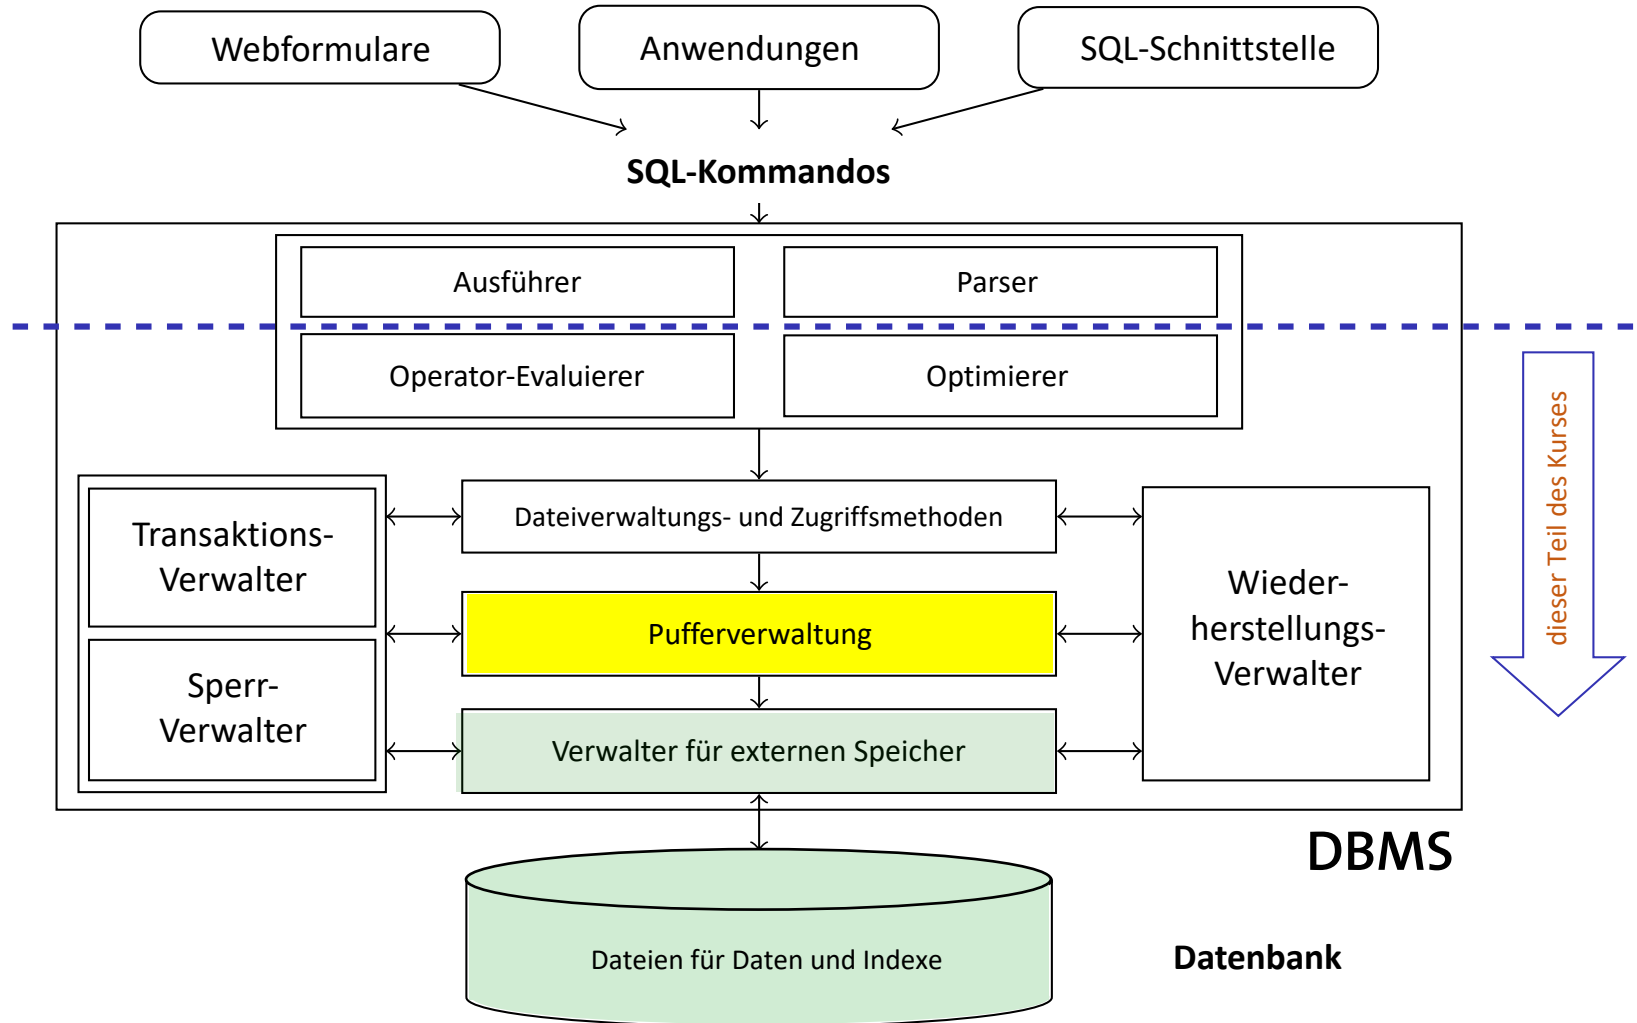 Webformulare
Anwendungen
SQL-Schnittstelle
SQL-Kommandos
Ausführer
Parser
Operator-Evaluierer
Optimierer
dieser Teil des Kurses
Transaktions-
Verwalter
Dateiverwaltungs- und Zugriffsmethoden
Wieder-
herstellungs-
Verwalter
Pufferverwaltung
Sperr-
Verwalter
Verwalter für externen Speicher
DBMS
Dateien für Daten und Indexe
Datenbank